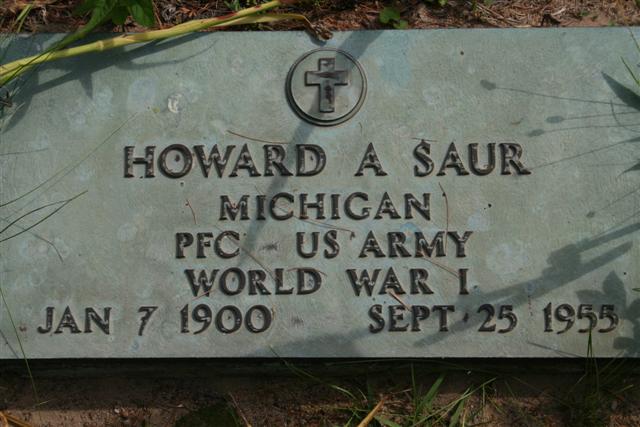 HOWARD A SAUR
MICHIGAN
PFC US ARMY
WORLD WAR I
JAN 7 1900 SEPT 25 1955